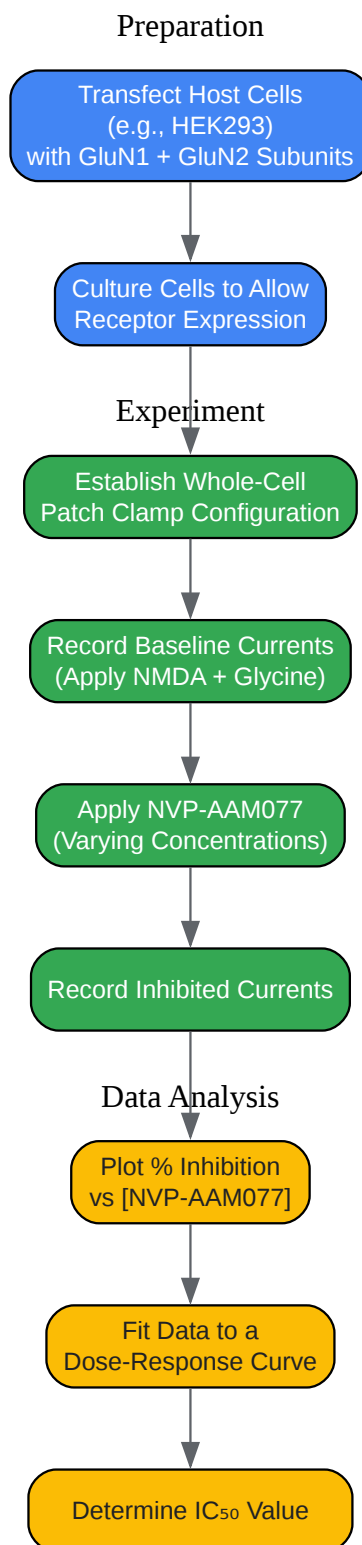 Preparation
Transfect Host Cells
(e.g., HEK293)
with GluN1 + GluN2 Subunits
Culture Cells to Allow
Receptor Expression
Experiment
Establish Whole-Cell
Patch Clamp Configuration
Record Baseline Currents
(Apply NMDA + Glycine)
Apply NVP-AAM077
(Varying Concentrations)
Record Inhibited Currents
Data Analysis
Plot % Inhibition
vs [NVP-AAM077]
Fit Data to a
Dose-Response Curve
Determine IC₅₀ Value